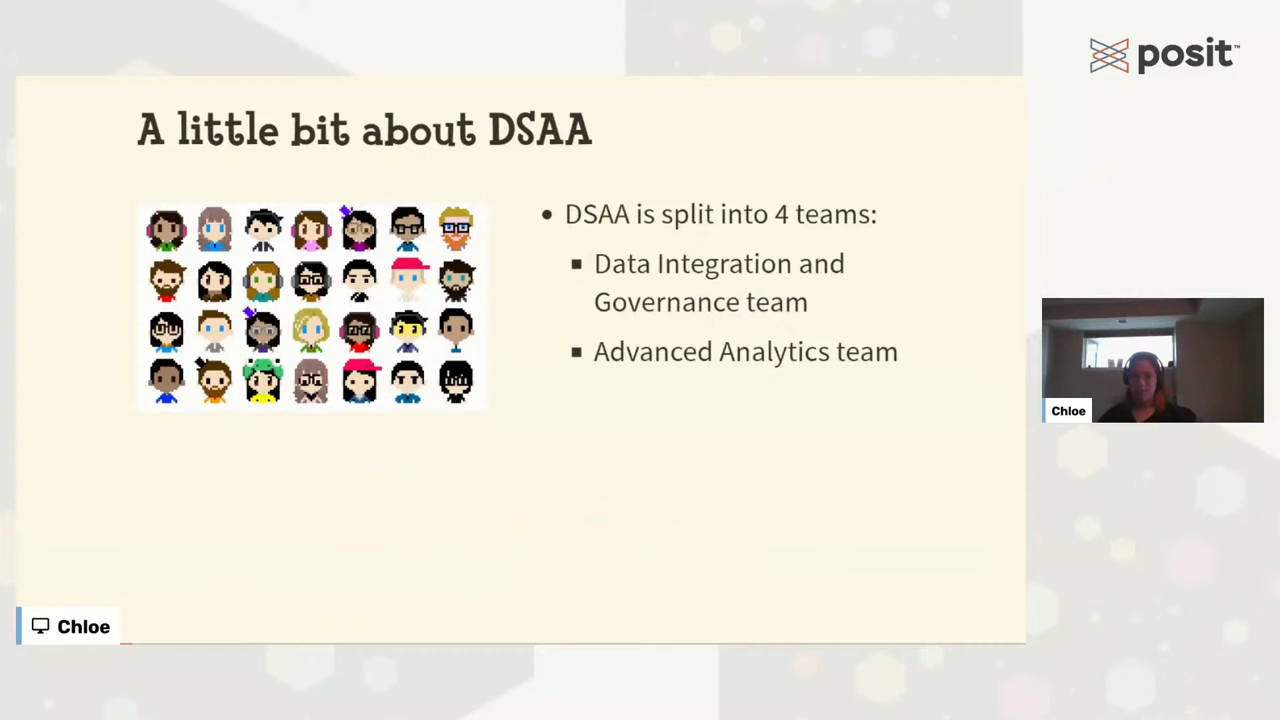 posit™
A little bit about DSAA
• DSAA is split into 4 teams:
▪ Data Integration and
Governance team
▪ Advanced Analytics team
Chloe
Chloe